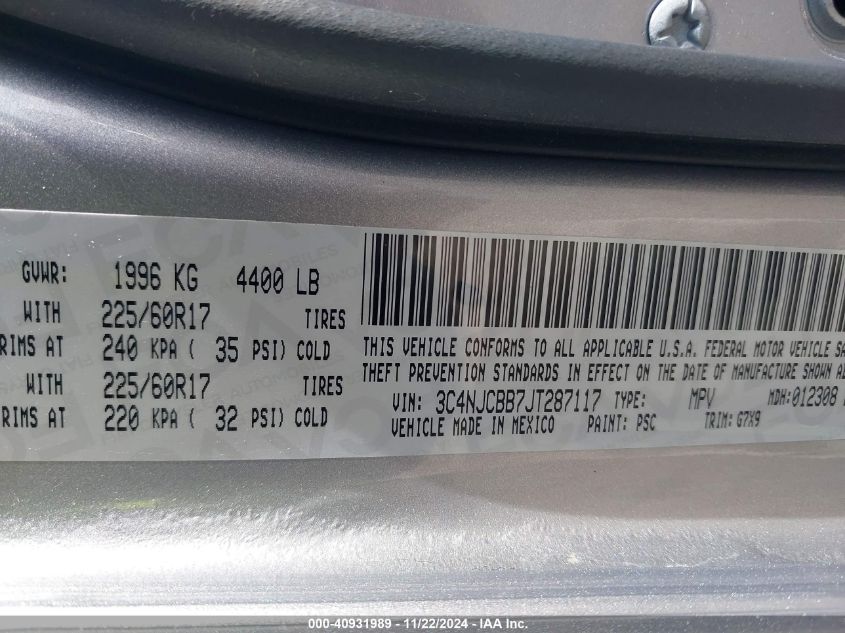 GVWR: 1996 KG 4400 LB
WITH 225/60R17 TIRES
RIMS AT 240 KPA ( 35 PSI) COLD
WITH 225/60R17 TIRES
RIMS AT 220 KPA ( 32 PSI) COLD
THIS VEHICLE CONFORMS TO ALL APPLICABLE U.S.A. FEDERAL MOTOR VEHICLE SA
THEFT PREVENTION STANDARDS IN EFFECT ON THE DATE OF MANUFACTURE SHOWN AB
VIN: 3C4NJCBB7JT287117 TYPE: MPV MDH: 012308
VEHICLE MADE IN MEXICO PAINT: PSC TRIM: G7X9
000-40931989 - 11/22/2024 - IAA Inc.